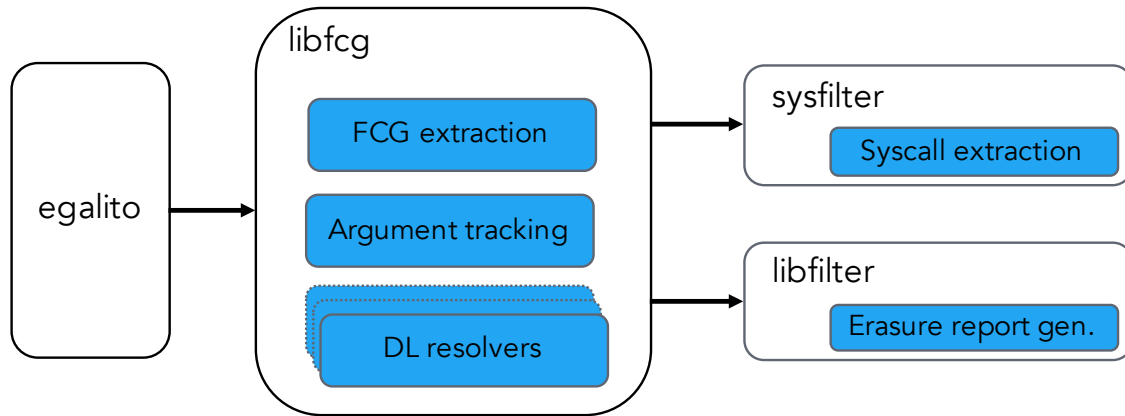 egalito
libfcg
FCG extraction
Argument tracking
DL resolvers
sysfilter
Syscall extraction
libfilter
Erasure report gen.